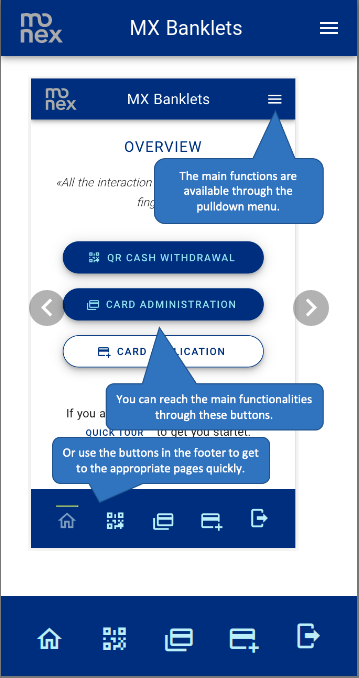 mo
nex
MX Banklets
mo
nex
MX Banklets
OVERVIEW
«All the interaction
fing
The main functions are
available through the
pulldown menu.
QR CASH WITHDRAWAL
CARD ADMINISTRATION
CARD LICATION
You can reach the main functionalities
through these buttons.
If you a
QUICK TOUR to get you startet.
Or use the buttons in the footer to get
to the appropriate pages quickly.